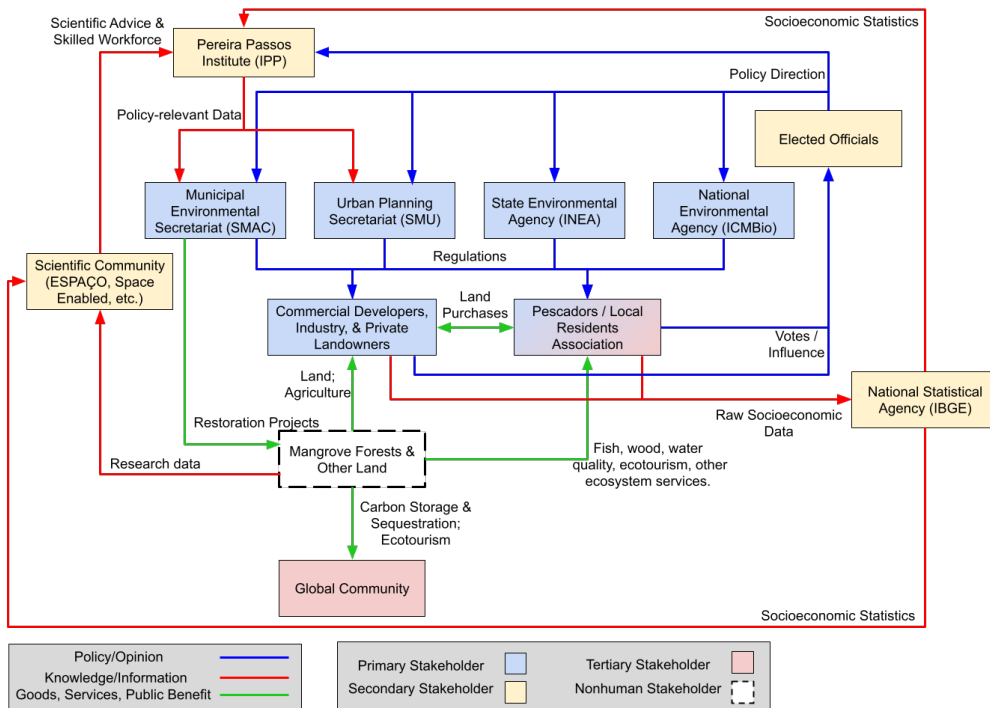 Scientific Advice &
Skilled Workforce
Socioeconomic Statistics
Pereira Passos
Institute (IPP)
Policy Direction
Policy-relevant Data
Elected Officials
Municipal
Environmental
Secretariat (SMAC)
Urban Planning
Secretariat (SMU)
State Environmental
Agency (INEA)
National
Environmental
Agency (ICMBio)
Regulations
Scientific Community
(ESPAÇO, Space
Enabled, etc.)
Commercial Developers,
Industry, & Private
Landowners
Land
Purchases
Pescadors / Local
Residents
Association
Votes /
Influence
Land;
Agriculture
National Statistical
Agency (IBGE)
Raw Socioeconomic
Data
Restoration Projects
Mangrove Forests &
Other Land
Research data
Fish, wood, water
quality, ecotourism, other
ecosystem services.
Carbon Storage &
Sequestration;
Ecotourism
Global Community
Socioeconomic Statistics
Policy/Opinion
Knowledge/Information
Goods, Services, Public Benefit
Primary Stakeholder
Secondary Stakeholder
Tertiary Stakeholder
Nonhuman Stakeholder